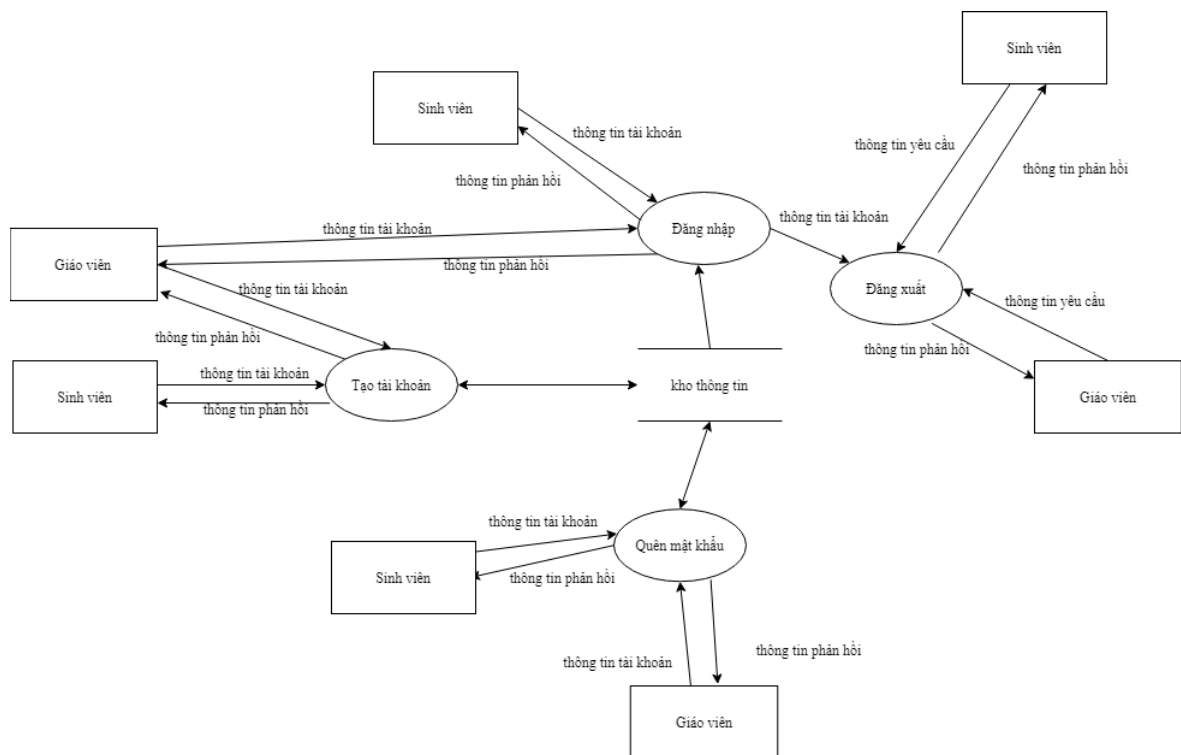 Sinh viên
Sinh viên
thông tin tài khoản
thông tin yêu cầu
thông tin phản hồi
thông tin phản hồi
thông tin tài khoản
Đăng nhập
thông tin tài khoản
Giáo viên
thông tin phản hồi
thông tin tài khoản
Đăng xuất
thông tin yêu cầu
thông tin phản hồi
thông tin phản hồi
Sinh viên
thông tin tài khoản
Tạo tài khoản
kho thông tin
Giáo viên
thông tin phản hồi
thông tin tài khoản
Quên mật khẩu
Sinh viên
thông tin phản hồi
thông tin tài khoản
thông tin phản hồi
Giáo viên